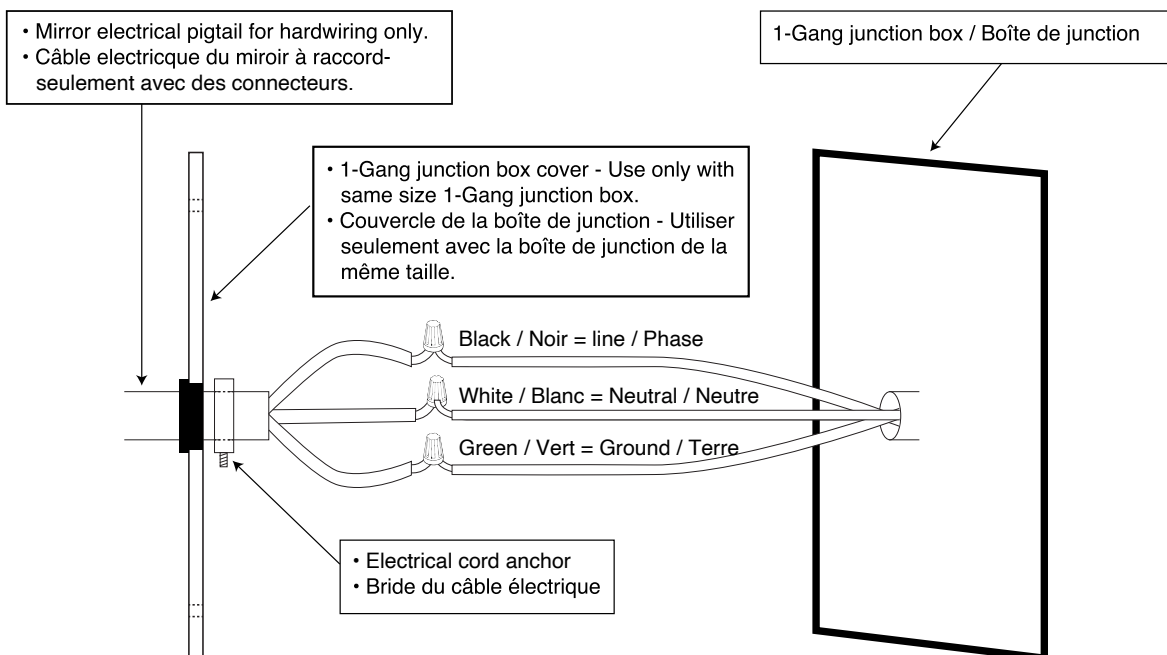 • Mirror electrical pigtail for hardwiring only.
• Câble electricque du miroir à raccord-
seulement avec des connecteurs.
1-Gang junction box / Boîte de junction
• 1-Gang junction box cover - Use only with
same size 1-Gang junction box.
• Couvercle de la boîte de junction - Utiliser
seulement avec la boîte de junction de la
même taille.
Black / Noir = line / Phase
White / Blanc = Neutral / Neutre
Green / Vert = Ground / Terre
• Electrical cord anchor
• Bride du câble électrique